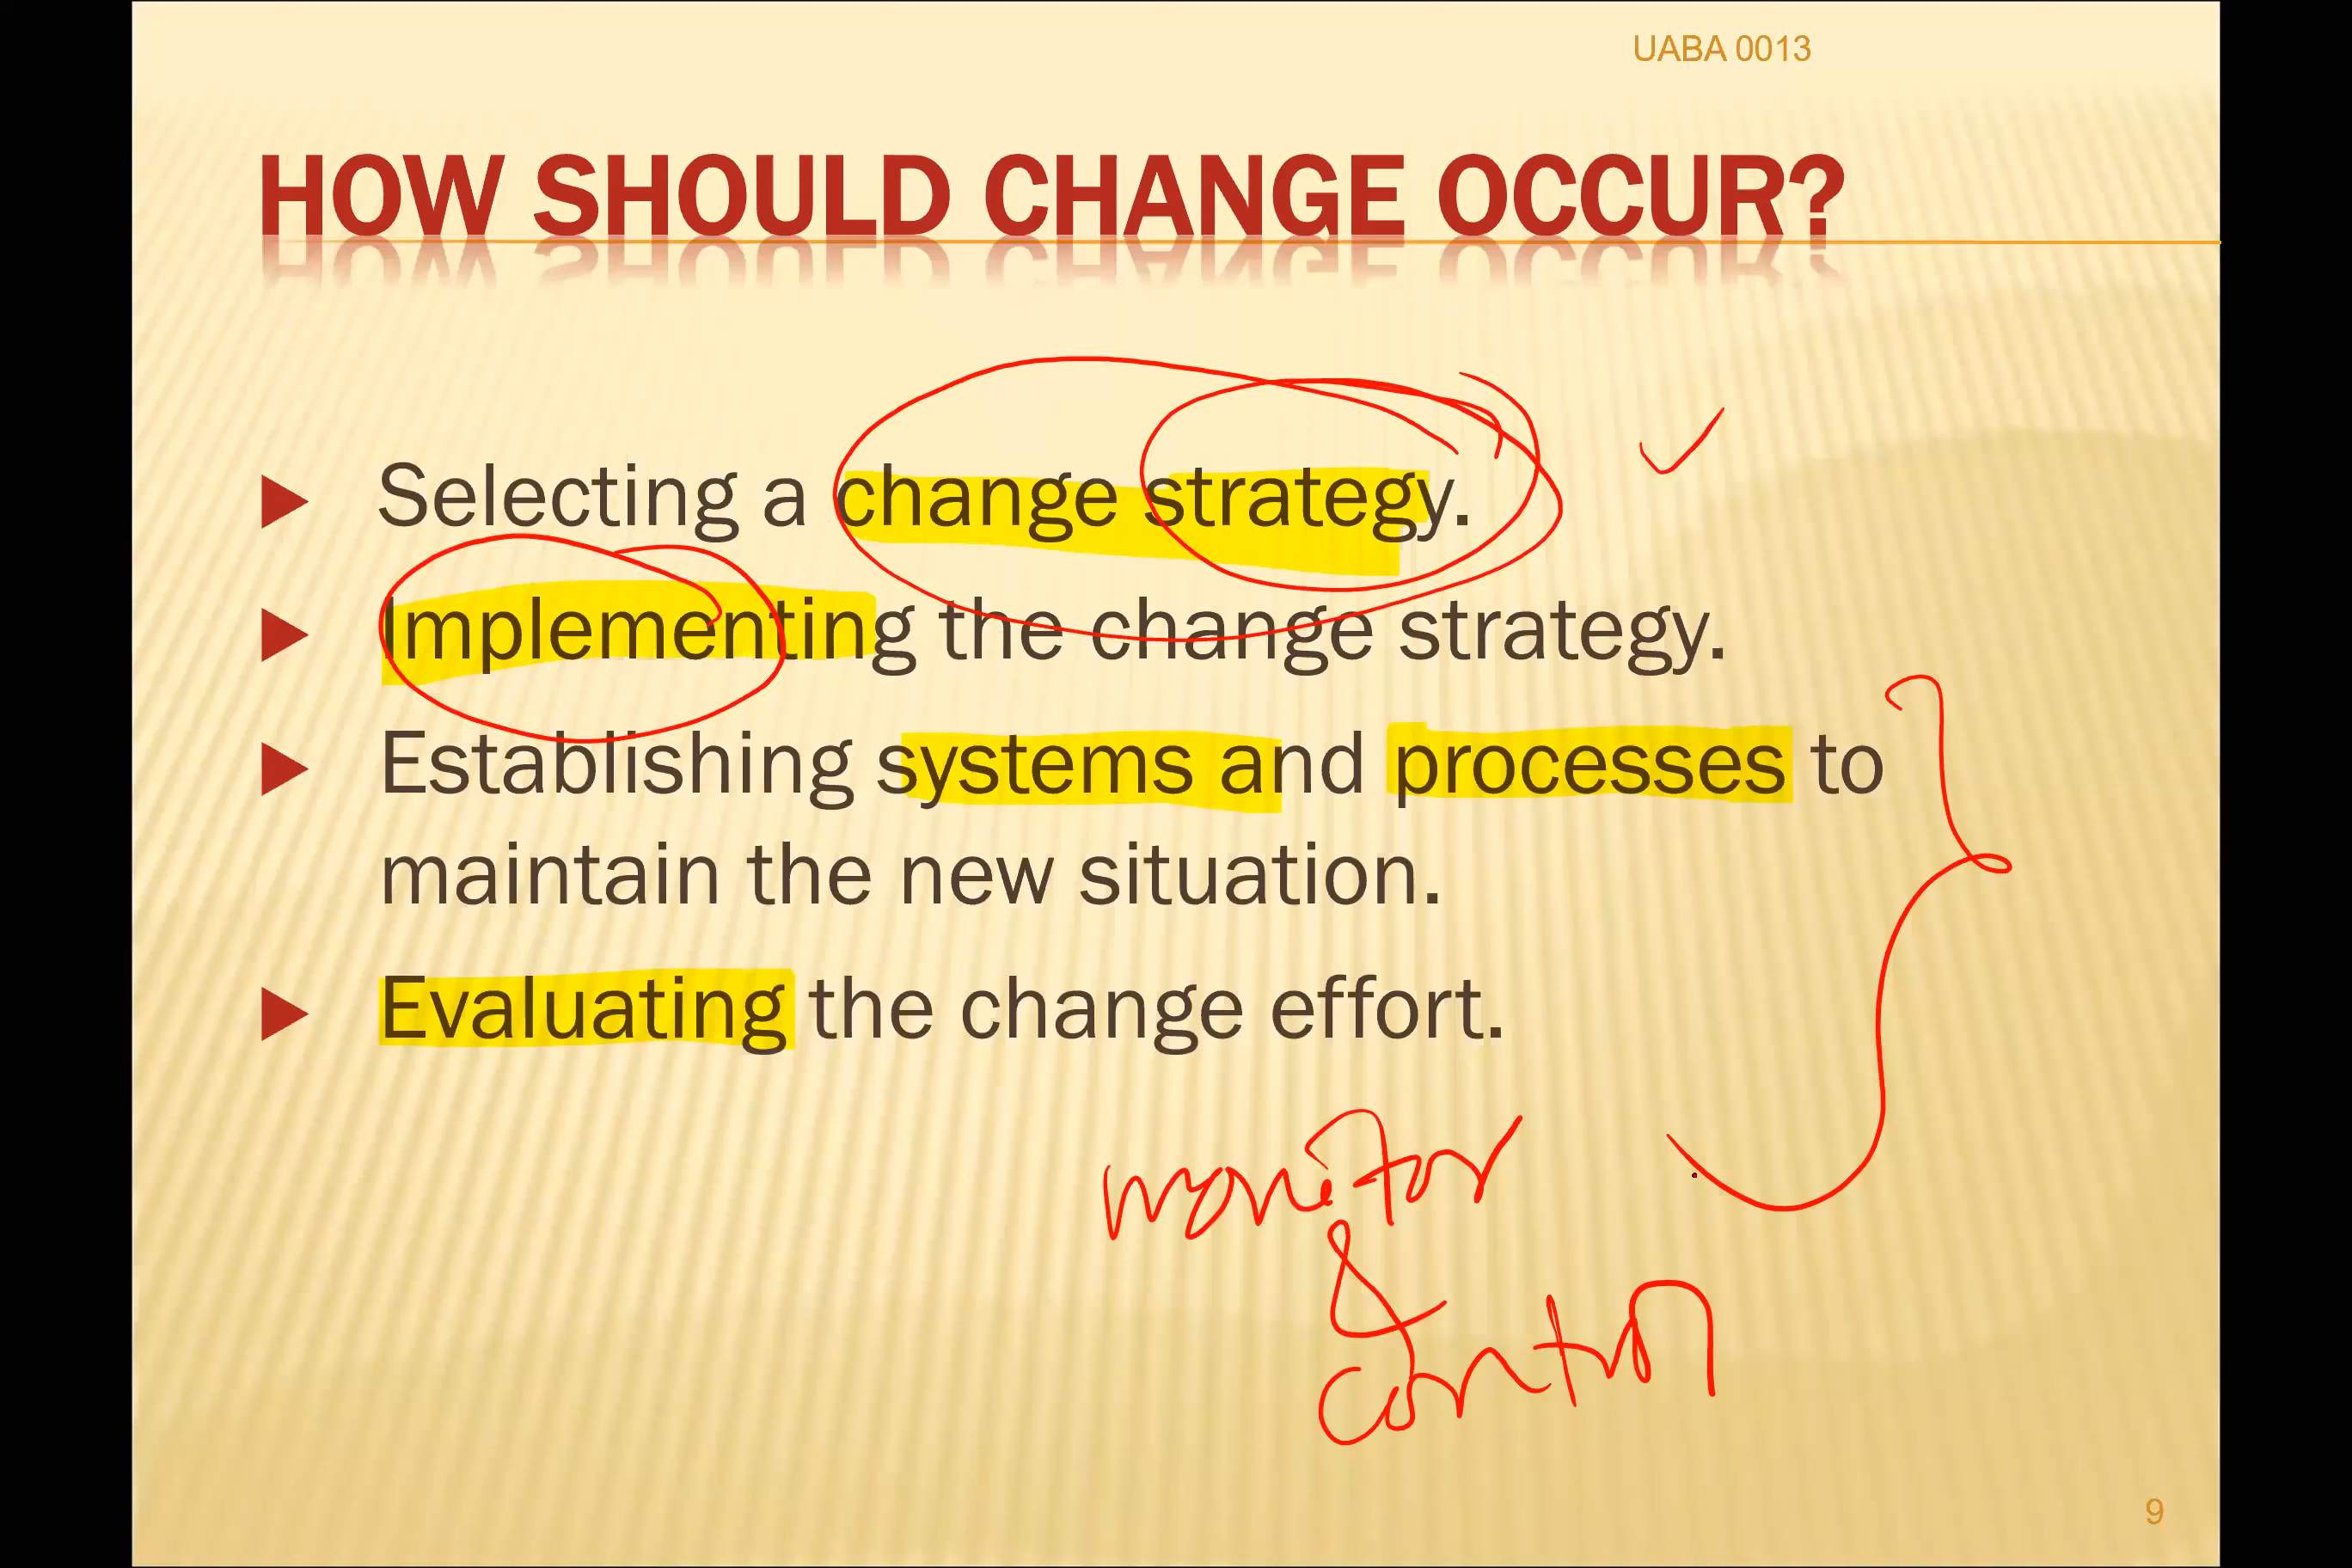 UABA 0013
HOW SHOULD CHANGE OCCUR?
Selecting a change strategy.
Implementing the change strategy.
Establishing systems and processes to
maintain the new situation.
Evaluating the change effort.
monitor
&
control
9